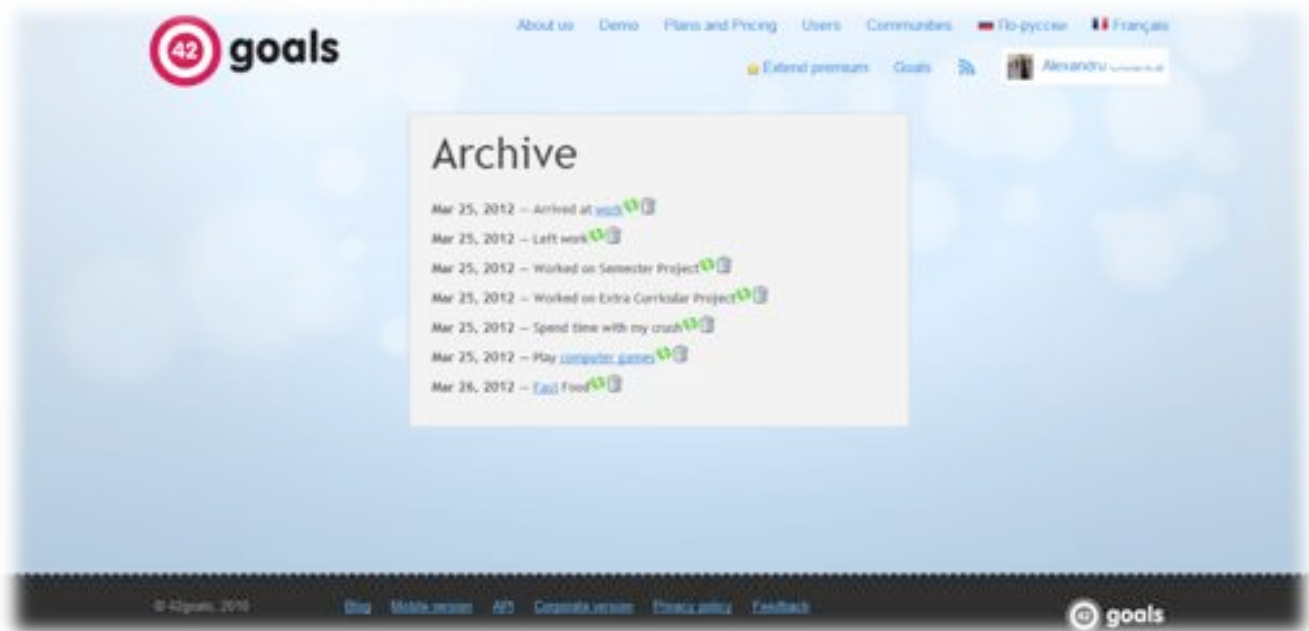 42 goals
About us Demo Plans and Pricing Users Communities По-русски Français
Extend premium Goals Alexandru
Archive
Mar 25, 2012 — Arrived at work
Mar 25, 2012 — Left work
Mar 25, 2012 — Worked on Semester Project
Mar 25, 2012 — Worked on Extra Curricular Project
Mar 25, 2012 — Spend time with my crush
Mar 25, 2012 — Play computer games
Mar 26, 2012 — Fast Food
© 42goals, 2010 Blog Mobile version API Corporate version Privacy policy Feedback
42 goals